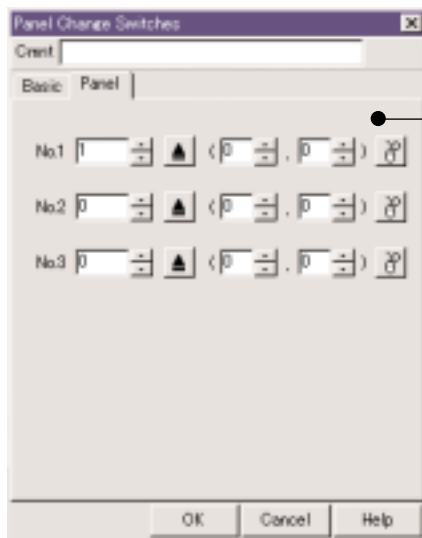 Panel Change Switches
Cmnt
Basic Panel
No.1 1 ( 0 , 0 )
No.2 0 ( 0 , 0 )
No.3 0 ( 0 , 0 )
OK Cancel Help